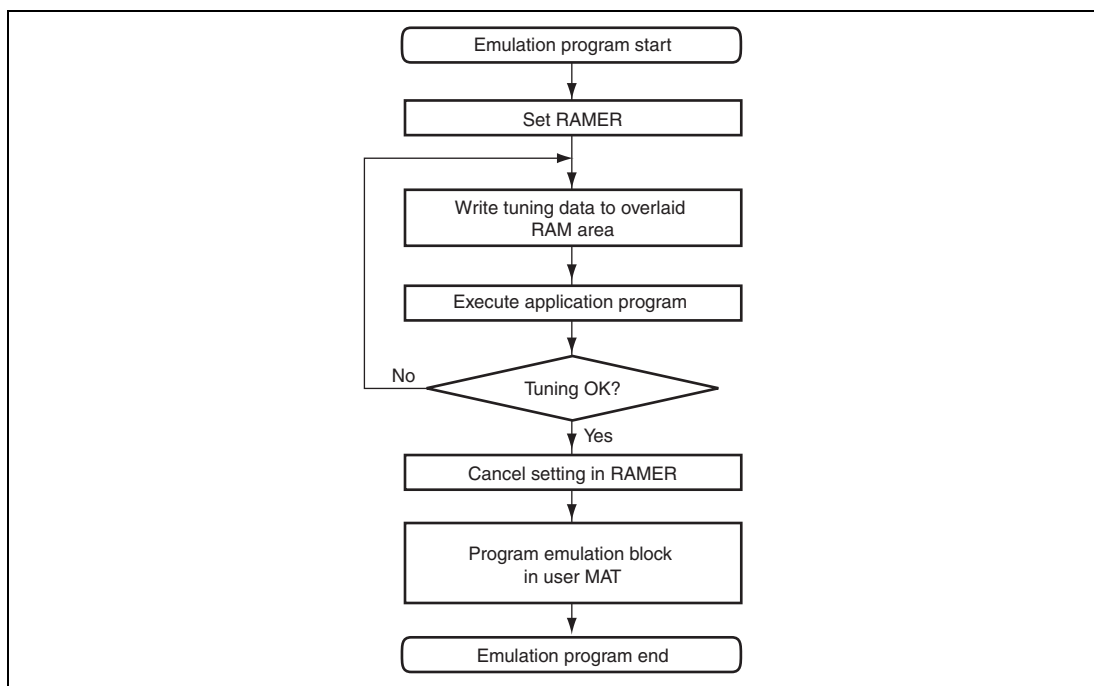 Emulation program start
Set RAMER
Write tuning data to overlaid
RAM area
Execute application program
No
Tuning OK?
Yes
Cancel setting in RAMER
Program emulation block
in user MAT
Emulation program end